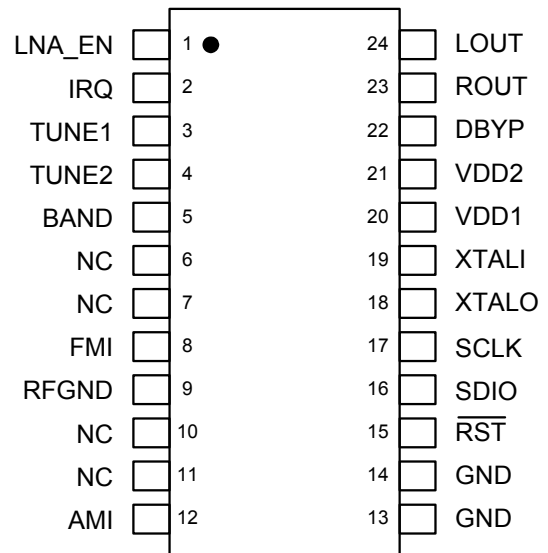 LNA_EN 1 24 LOUT
IRQ 2 23 ROUT
TUNE1 3 22 DBYP
TUNE2 4 21 VDD2
BAND 5 20 VDD1
NC 6 19 XTALI
NC 7 18 XTALO
FMI 8 17 SCLK
RFGND 9 16 SDIO
NC 10 15 R̅S̅T̅
NC 11 14 GND
AMI 12 13 GND